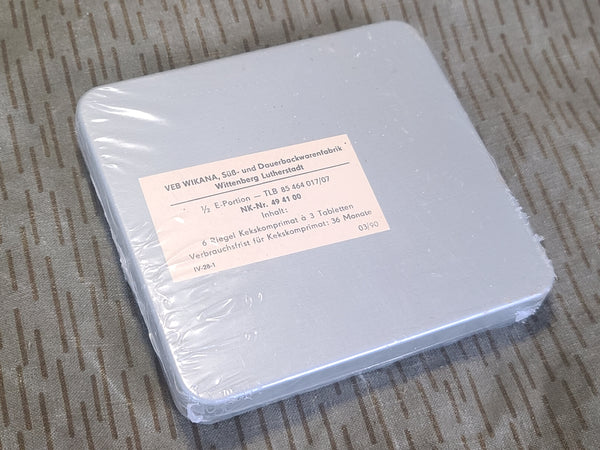 VEB WIKANA, Süß- und Dauerbackwarenfabrik
Wittenberg Lutherstadt
½ E-Portion — TLB 85 464 017/07
NK-Nr. 49 41 00
Inhalt:
6 Riegel Kekskomprimat à 3 Tabletten
Verbrauchsfrist für Kekskomprimat: 36 Monate
IV-28-1 03/90